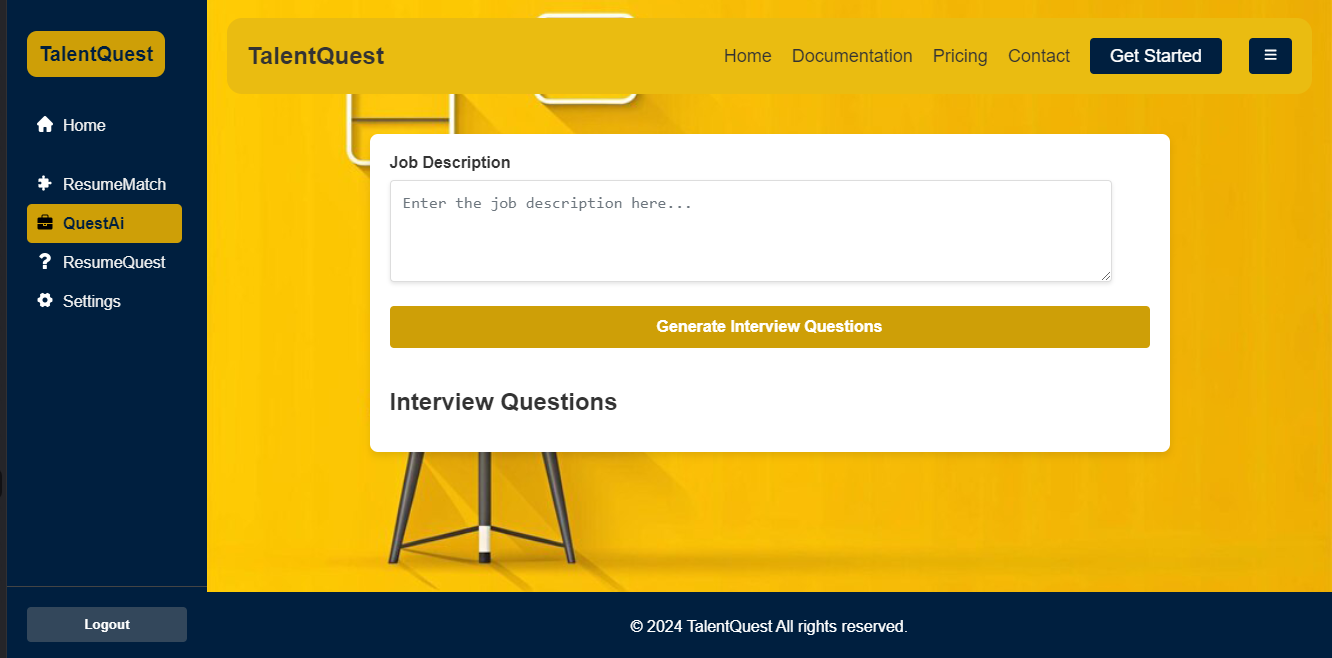 TalentQuest
Home
ResumeMatch
QuestAi
ResumeQuest
Settings
Logout
TalentQuest
Home Documentation Pricing Contact Get Started
Job Description
Enter the job description here...
Generate Interview Questions
Interview Questions
© 2024 TalentQuest All rights reserved.